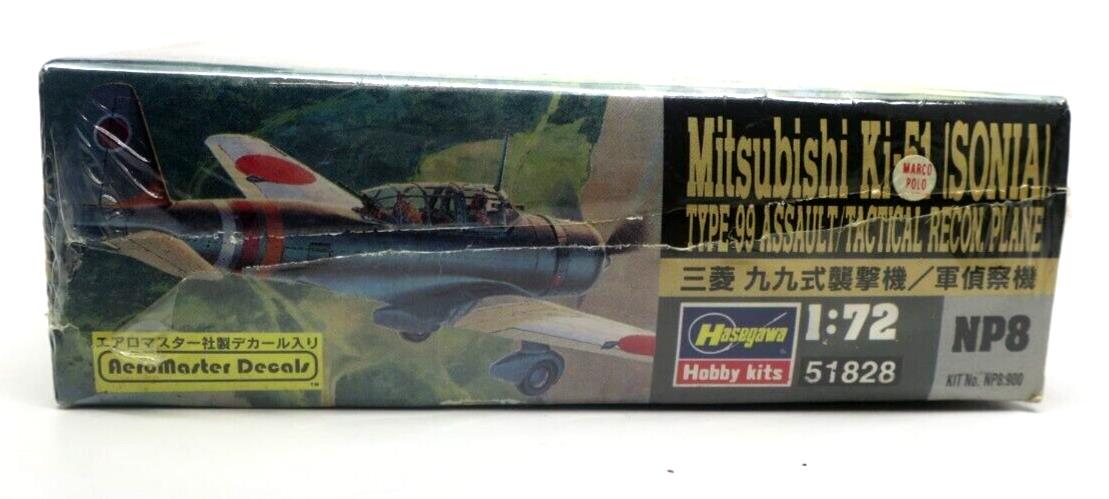 Mitsubishi Ki-51 [SONIA]
MARCO
POLO
TYPE 99 ASSAULT/TACTICAL RECON. PLANE
三菱 九九式襲撃機／軍偵察機
エアロマスター社製デカール入り
AeroMaster Decals™
Hasegawa
Hobby kits
1:72
51828
NP8
KIT No. NP8:900